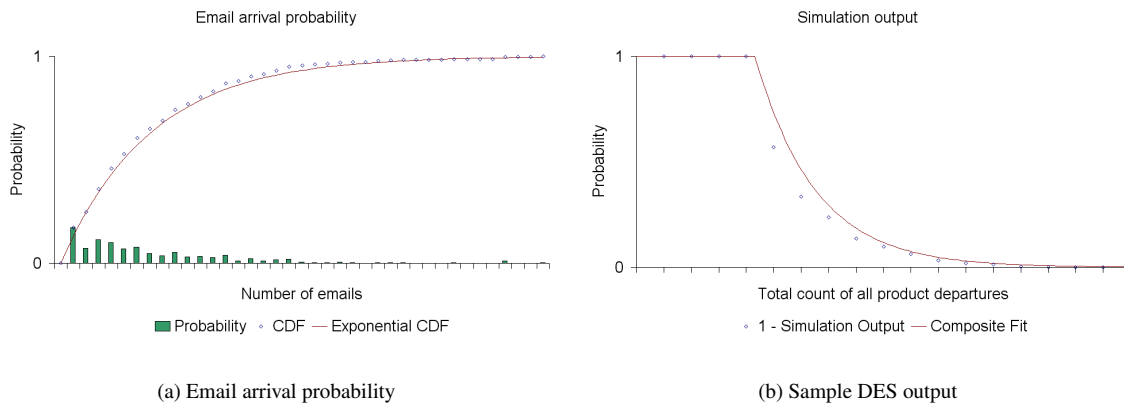 Email arrival probability
1
Probability
0
Number of emails
Probability
CDF
Exponential CDF
(a) Email arrival probability
Simulation output
1
Probability
0
Total count of all product departures
1 - Simulation Output
Composite Fit
(b) Sample DES output